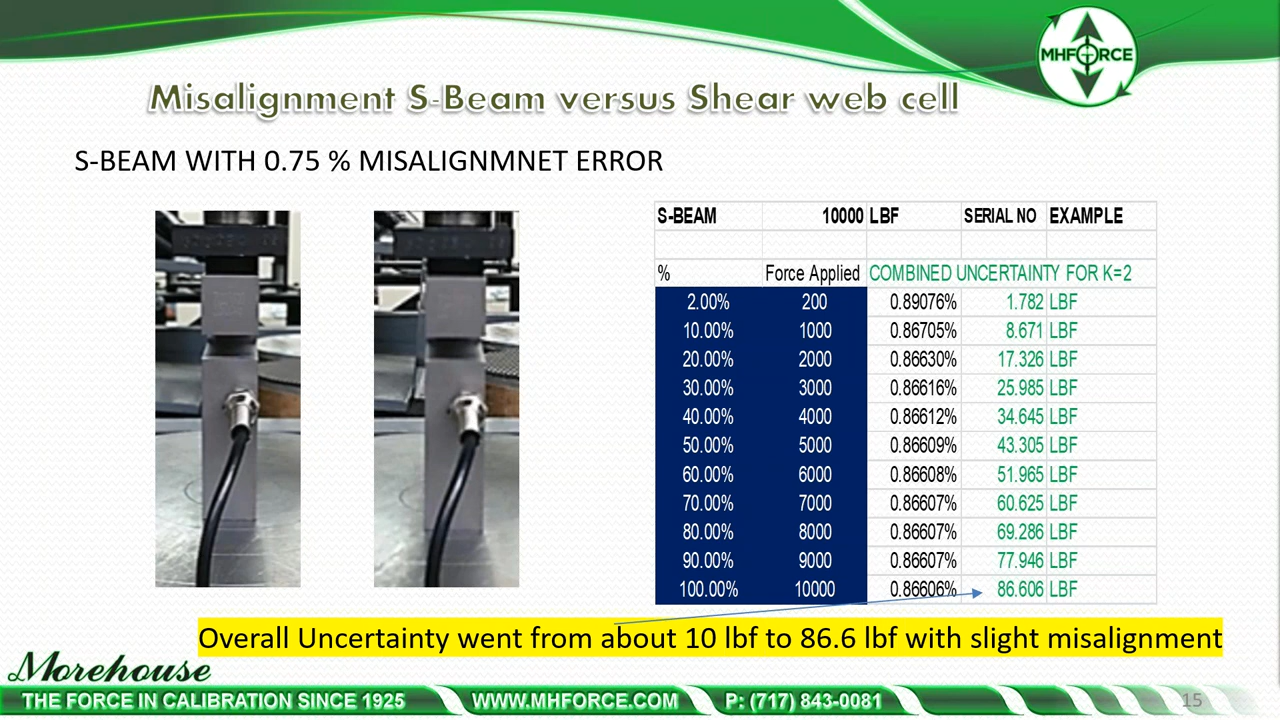 MHFORCE
Misalignment S-Beam versus Shear web cell
S-BEAM WITH 0.75 % MISALIGNMNET ERROR
S-BEAM 10000 LBF SERIAL NO EXAMPLE
% Force Applied COMBINED UNCERTAINTY FOR K=2
2.00% 200 0.89076% 1.782 LBF
10.00% 1000 0.86705% 8.671 LBF
20.00% 2000 0.86630% 17.326 LBF
30.00% 3000 0.86616% 25.985 LBF
40.00% 4000 0.86612% 34.645 LBF
50.00% 5000 0.86609% 43.305 LBF
60.00% 6000 0.86608% 51.965 LBF
70.00% 7000 0.86607% 60.625 LBF
80.00% 8000 0.86607% 69.286 LBF
90.00% 9000 0.86607% 77.946 LBF
100.00% 10000 0.86606% 86.606 LBF
Overall Uncertainty went from about 10 lbf to 86.6 lbf with slight misalignment
Morehouse
THE FORCE IN CALIBRATION SINCE 1925 WWW.MHFORCE.COM P: (717) 843-0081 15